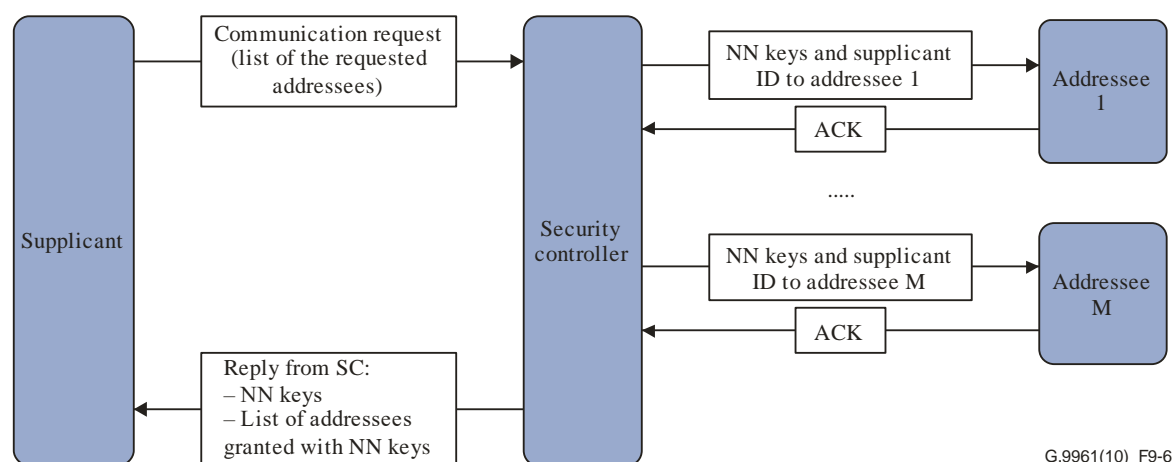 Communication request
(list of the requested
addressees)
NN keys and supplicant
ID to addressee 1
Addressee
1
ACK
.....
Supplicant
Security
controller
NN keys and supplicant
ID to addressee M
Addressee
M
ACK
Reply from SC:
– NN keys
– List of addressees
granted with NN keys
G.9961(10)_F9-6